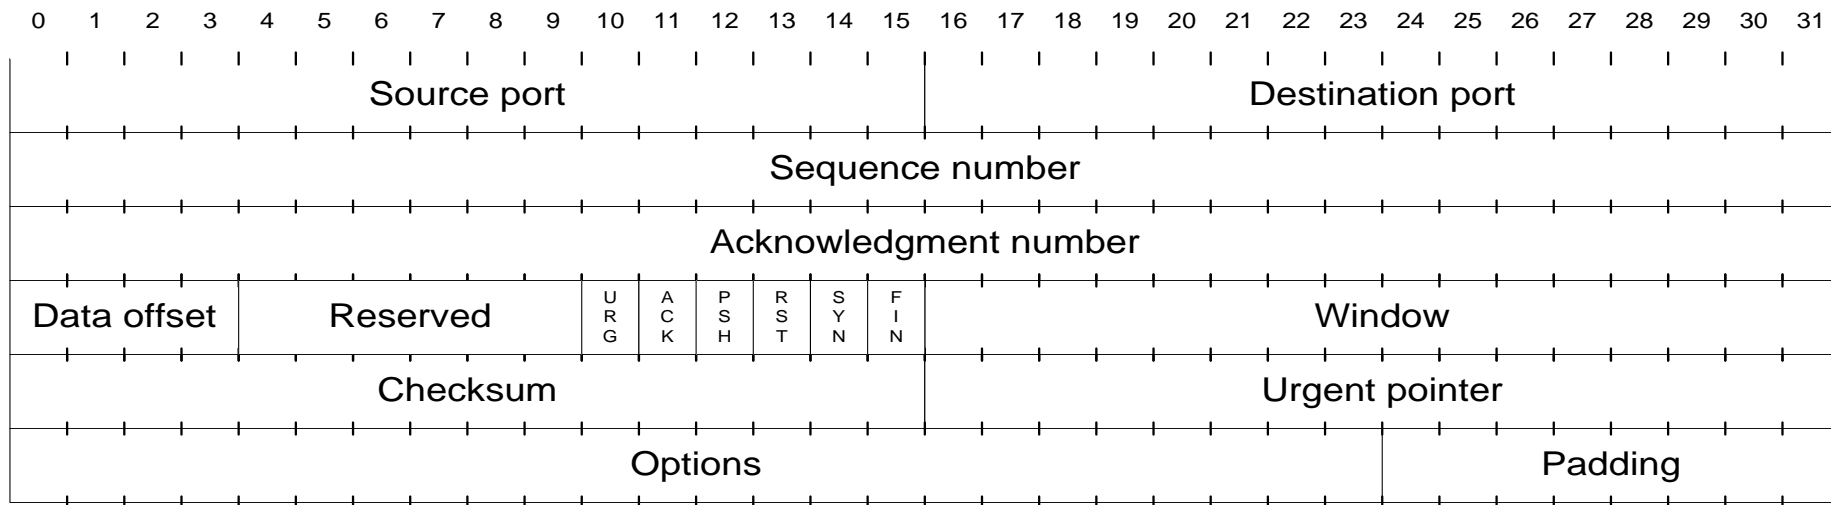 0 1 2 3 4 5 6 7 8 9 10 11 12 13 14 15 16 17 18 19 20 21 22 23 24 25 26 27 28 29 30 31
Source port Destination port
Sequence number
Acknowledgment number
Data offset Reserved URG ACK PSH RST SYN FIN Window
Checksum Urgent pointer
Options Padding